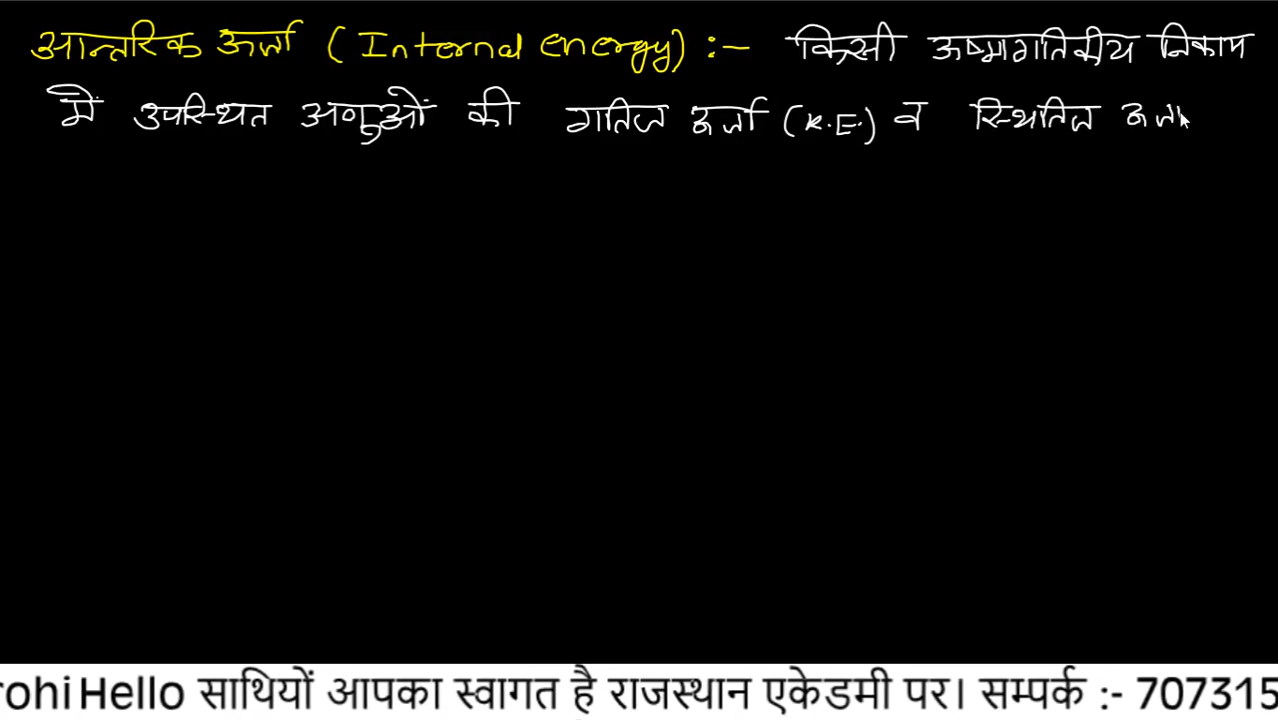 आन्तरिक ऊर्जा (Internal energy) :- किसी ऊष्मागतिकीय निकाय
में उपस्थित अणुओं की गतिज ऊर्जा (K.E.) व स्थितिज
rohi Hello साथियों आपका स्वागत है राजस्थान एकेडमी पर। सम्पर्क :- 707315